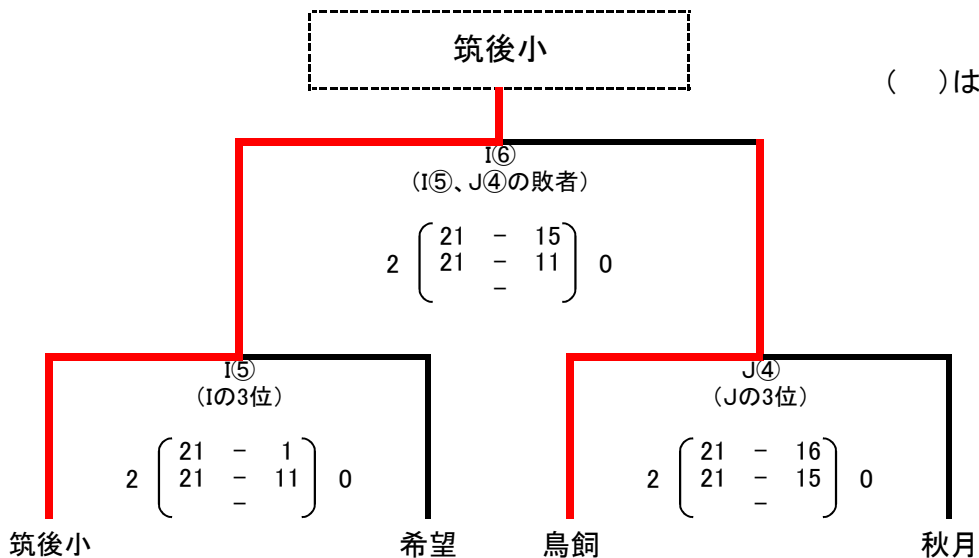 筑後小
(　)は
I⑥
(I⑤、J④の敗者)
21 - 15
2 21 - 11 0
-
I⑤
(Iの3位)
21 - 1
2 21 - 11 0
-
J④
(Jの3位)
21 - 16
2 21 - 15 0
-
筑後小 希望 鳥飼 秋月